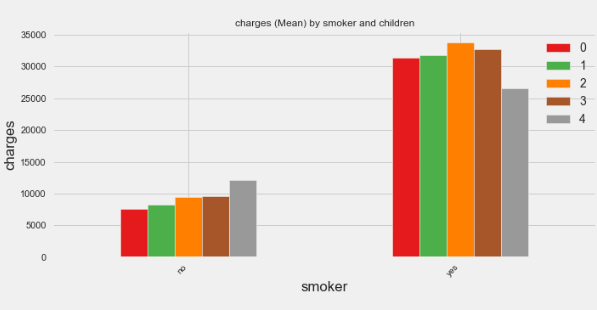 charges (Mean) by smoker and children
35000
30000
25000
20000
15000
10000
5000
0
charges
no
yes
smoker
0
1
2
3
4